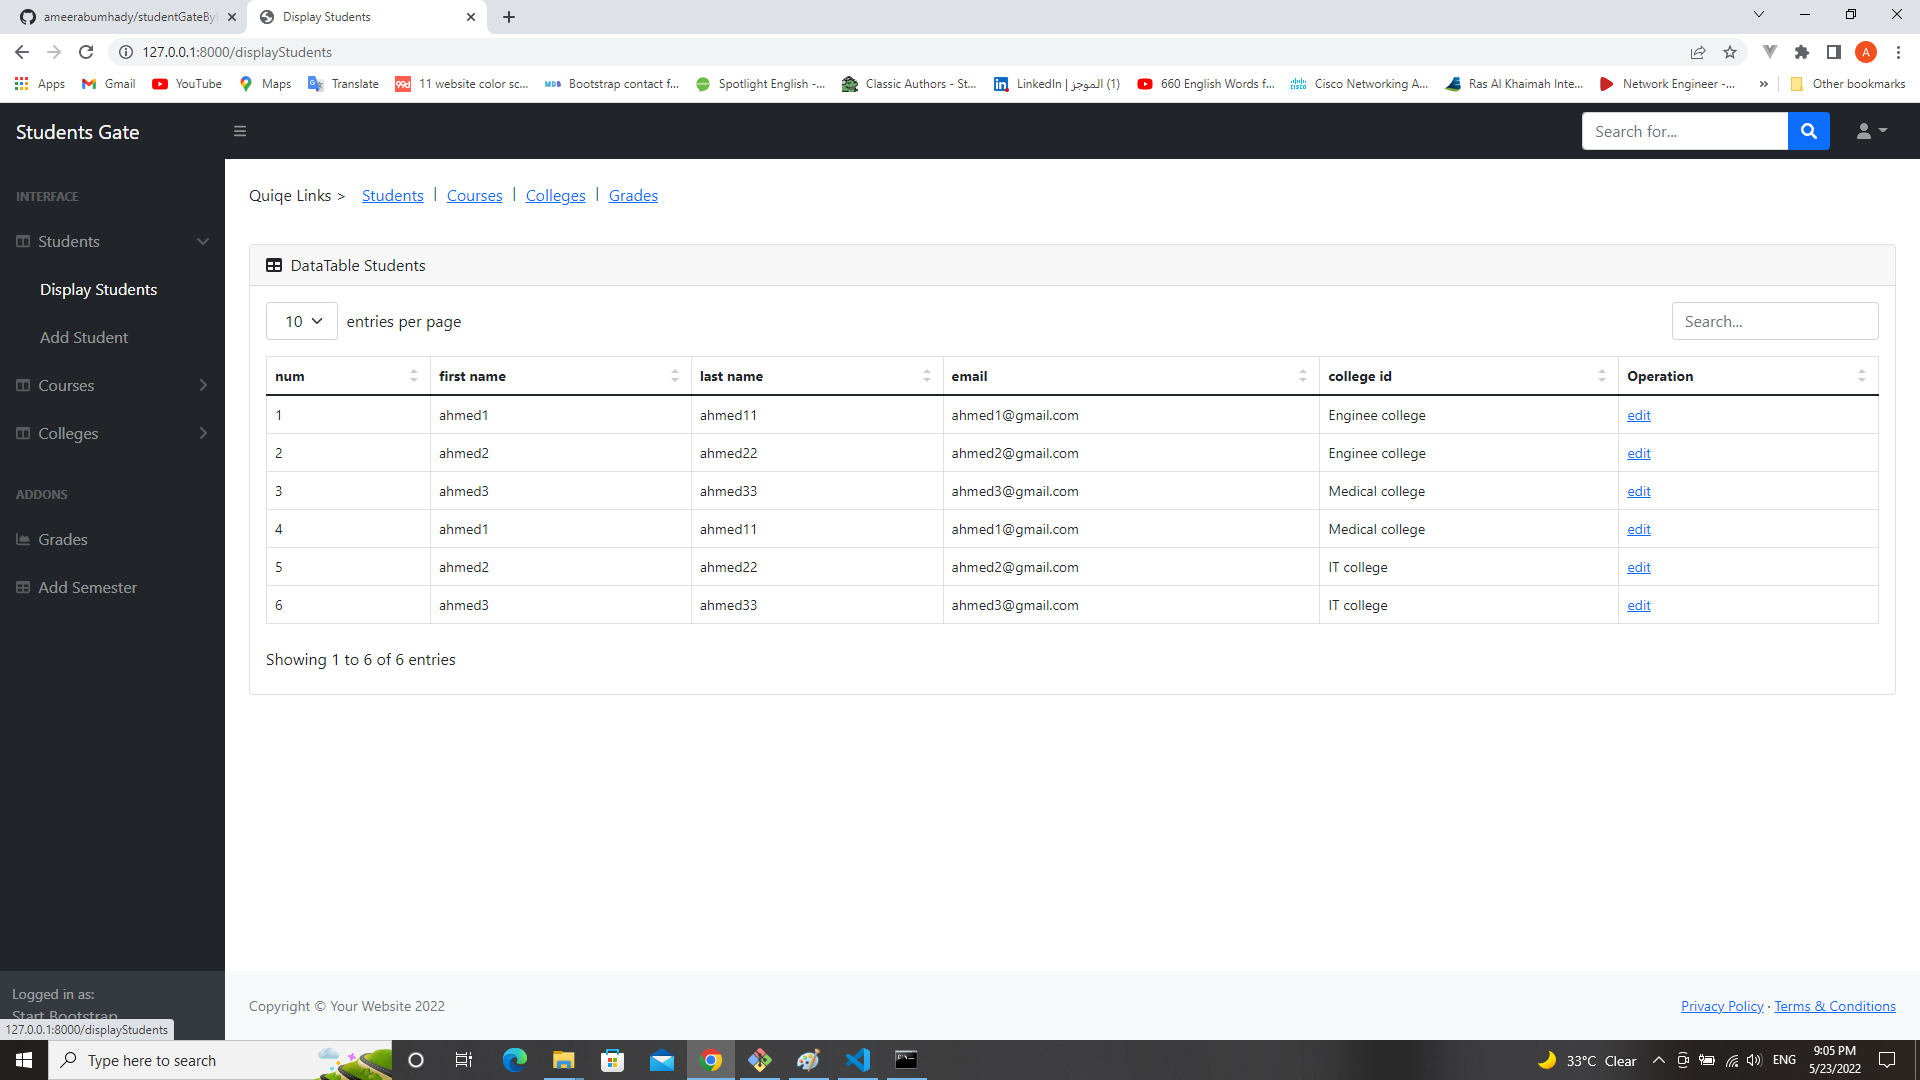 ameerabumhady/studentGateBy
Display Students
127.0.0.1:8000/displayStudents
A
Apps
Gmail
YouTube
Maps
Translate
11 website color sc...
Bootstrap contact f...
Spotlight English -...
Classic Authors - St...
LinkedIn | الموجز (1)
660 English Words f...
Cisco Networking A...
Ras Al Khaimah Inte...
Network Engineer -...
»
Other bookmarks
Students Gate
Search for...
INTERFACE
Students
Display Students
Add Student
Courses
Colleges
ADDONS
Grades
Add Semester
Logged in as:
Start Bootstrap
127.0.0.1:8000/displayStudents
Quiqe Links > Students | Courses | Colleges | Grades
DataTable Students
10 entries per page
Search...
num first name last name email college id Operation
1 ahmed1 ahmed11 ahmed1@gmail.com Enginee college edit
2 ahmed2 ahmed22 ahmed2@gmail.com Enginee college edit
3 ahmed3 ahmed33 ahmed3@gmail.com Medical college edit
4 ahmed1 ahmed11 ahmed1@gmail.com Medical college edit
5 ahmed2 ahmed22 ahmed2@gmail.com IT college edit
6 ahmed3 ahmed33 ahmed3@gmail.com IT college edit
Showing 1 to 6 of 6 entries
Copyright © Your Website 2022
Privacy Policy · Terms & Conditions
Type here to search
33°C Clear
ENG
9:05 PM
5/23/2022